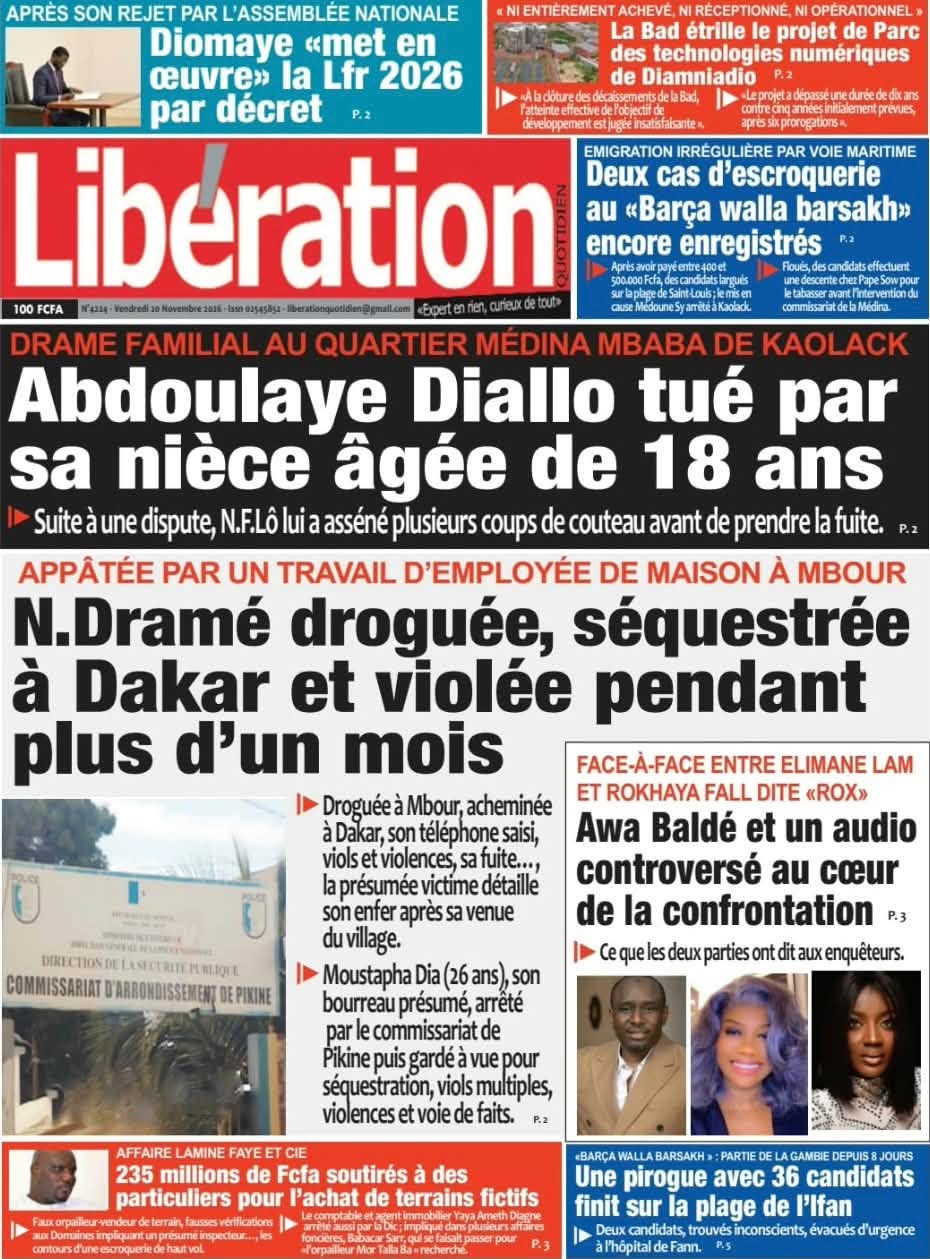 APRÈS SON REJET PAR L'ASSEMBLÉE NATIONALE
Diomaye «met en
œuvre» la Lfr 2026
par décret P. 2
« NI ENTIÈREMENT ACHEVÉ, NI RÉCEPTIONNÉ, NI OPÉRATIONNEL »
La Bad étrille le projet de Parc
des technologies numériques
de Diamniadio P. 2
«À la clôture des décaissements de la Bad,
l'atteinte effective de l'objectif de
développement est jugée insatisfaisante».
«Le projet a dépassé une durée de dix ans
contre cinq années initialement prévues,
après six prorogations».
Libération
QUOTIDIEN
100 FCFA
N°4224 - Vendredi 20 Novembre 2026 - Issn 02545852 - liberationquotidien@gmail.com
«Expert en rien, curieux de tout»
EMIGRATION IRRÉGULIÈRE PAR VOIE MARITIME
Deux cas d'escroquerie
au «Barça walla barsakh»
encore enregistrés P. 2
Après avoir payé entre 400 et
500.000 Fcfa, des candidats largués
sur la plage de Saint-Louis ; le mis en
cause Médoune Sy arrêté à Kaolack.
Floués, des candidats effectuent
une descente chez Pape Sow pour
le tabasser avant l'intervention du
commissariat de la Médina.
DRAME FAMILIAL AU QUARTIER MÉDINA MBABA DE KAOLACK
Abdoulaye Diallo tué par
sa nièce âgée de 18 ans
Suite à une dispute, N.F.Lô lui a asséné plusieurs coups de couteau avant de prendre la fuite. P. 2
APPÂTÉE PAR UN TRAVAIL D'EMPLOYÉE DE MAISON À MBOUR
N.Dramé droguée, séquestrée
à Dakar et violée pendant
plus d'un mois
POLICE
POLICE
DIRECTION DE LA SECURITE PUBLIQUE
COMMISSARIAT D'ARRONDISSEMENT DE PIKINE
Droguée à Mbour, acheminée
à Dakar, son téléphone saisi,
viols et violences, sa fuite...,
la présumée victime détaille
son enfer après sa venue
du village.
Moustapha Dia (26 ans), son
bourreau présumé, arrêté
par le commissariat de
Pikine puis gardé à vue pour
séquestration, viols multiples,
violences et voie de faits. P. 2
FACE-À-FACE ENTRE ELIMANE LAM
ET ROKHAYA FALL DITE «ROX»
Awa Baldé et un audio
controversé au cœur
de la confrontation P. 3
Ce que les deux parties ont dit aux enquêteurs.
AFFAIRE LAMINE FAYE ET CIE
235 millions de Fcfa soutirés à des
particuliers pour l'achat de terrains fictifs
Faux orpailleur-vendeur de terrain, fausses vérifications
aux Domaines impliquant un présumé inspecteur..., les
contours d'une escroquerie de haut vol.
Le comptable et agent immobilier Yaya Ameth Diagne
arrêté aussi par la Dic ; impliqué dans plusieurs affaires
foncières, Babacar Sarr, qui se faisait passer pour
«l'orpailleur Mor Talla Ba» recherché. P. 3
«BARÇA WALLA BARSAKH » : PARTIE DE LA GAMBIE DEPUIS 8 JOURS
Une pirogue avec 36 candidats
finit sur la plage de l'Ifan
Deux candidats, trouvés inconscients, évacués d'urgence
à l'hôpital de Fann. P. 5